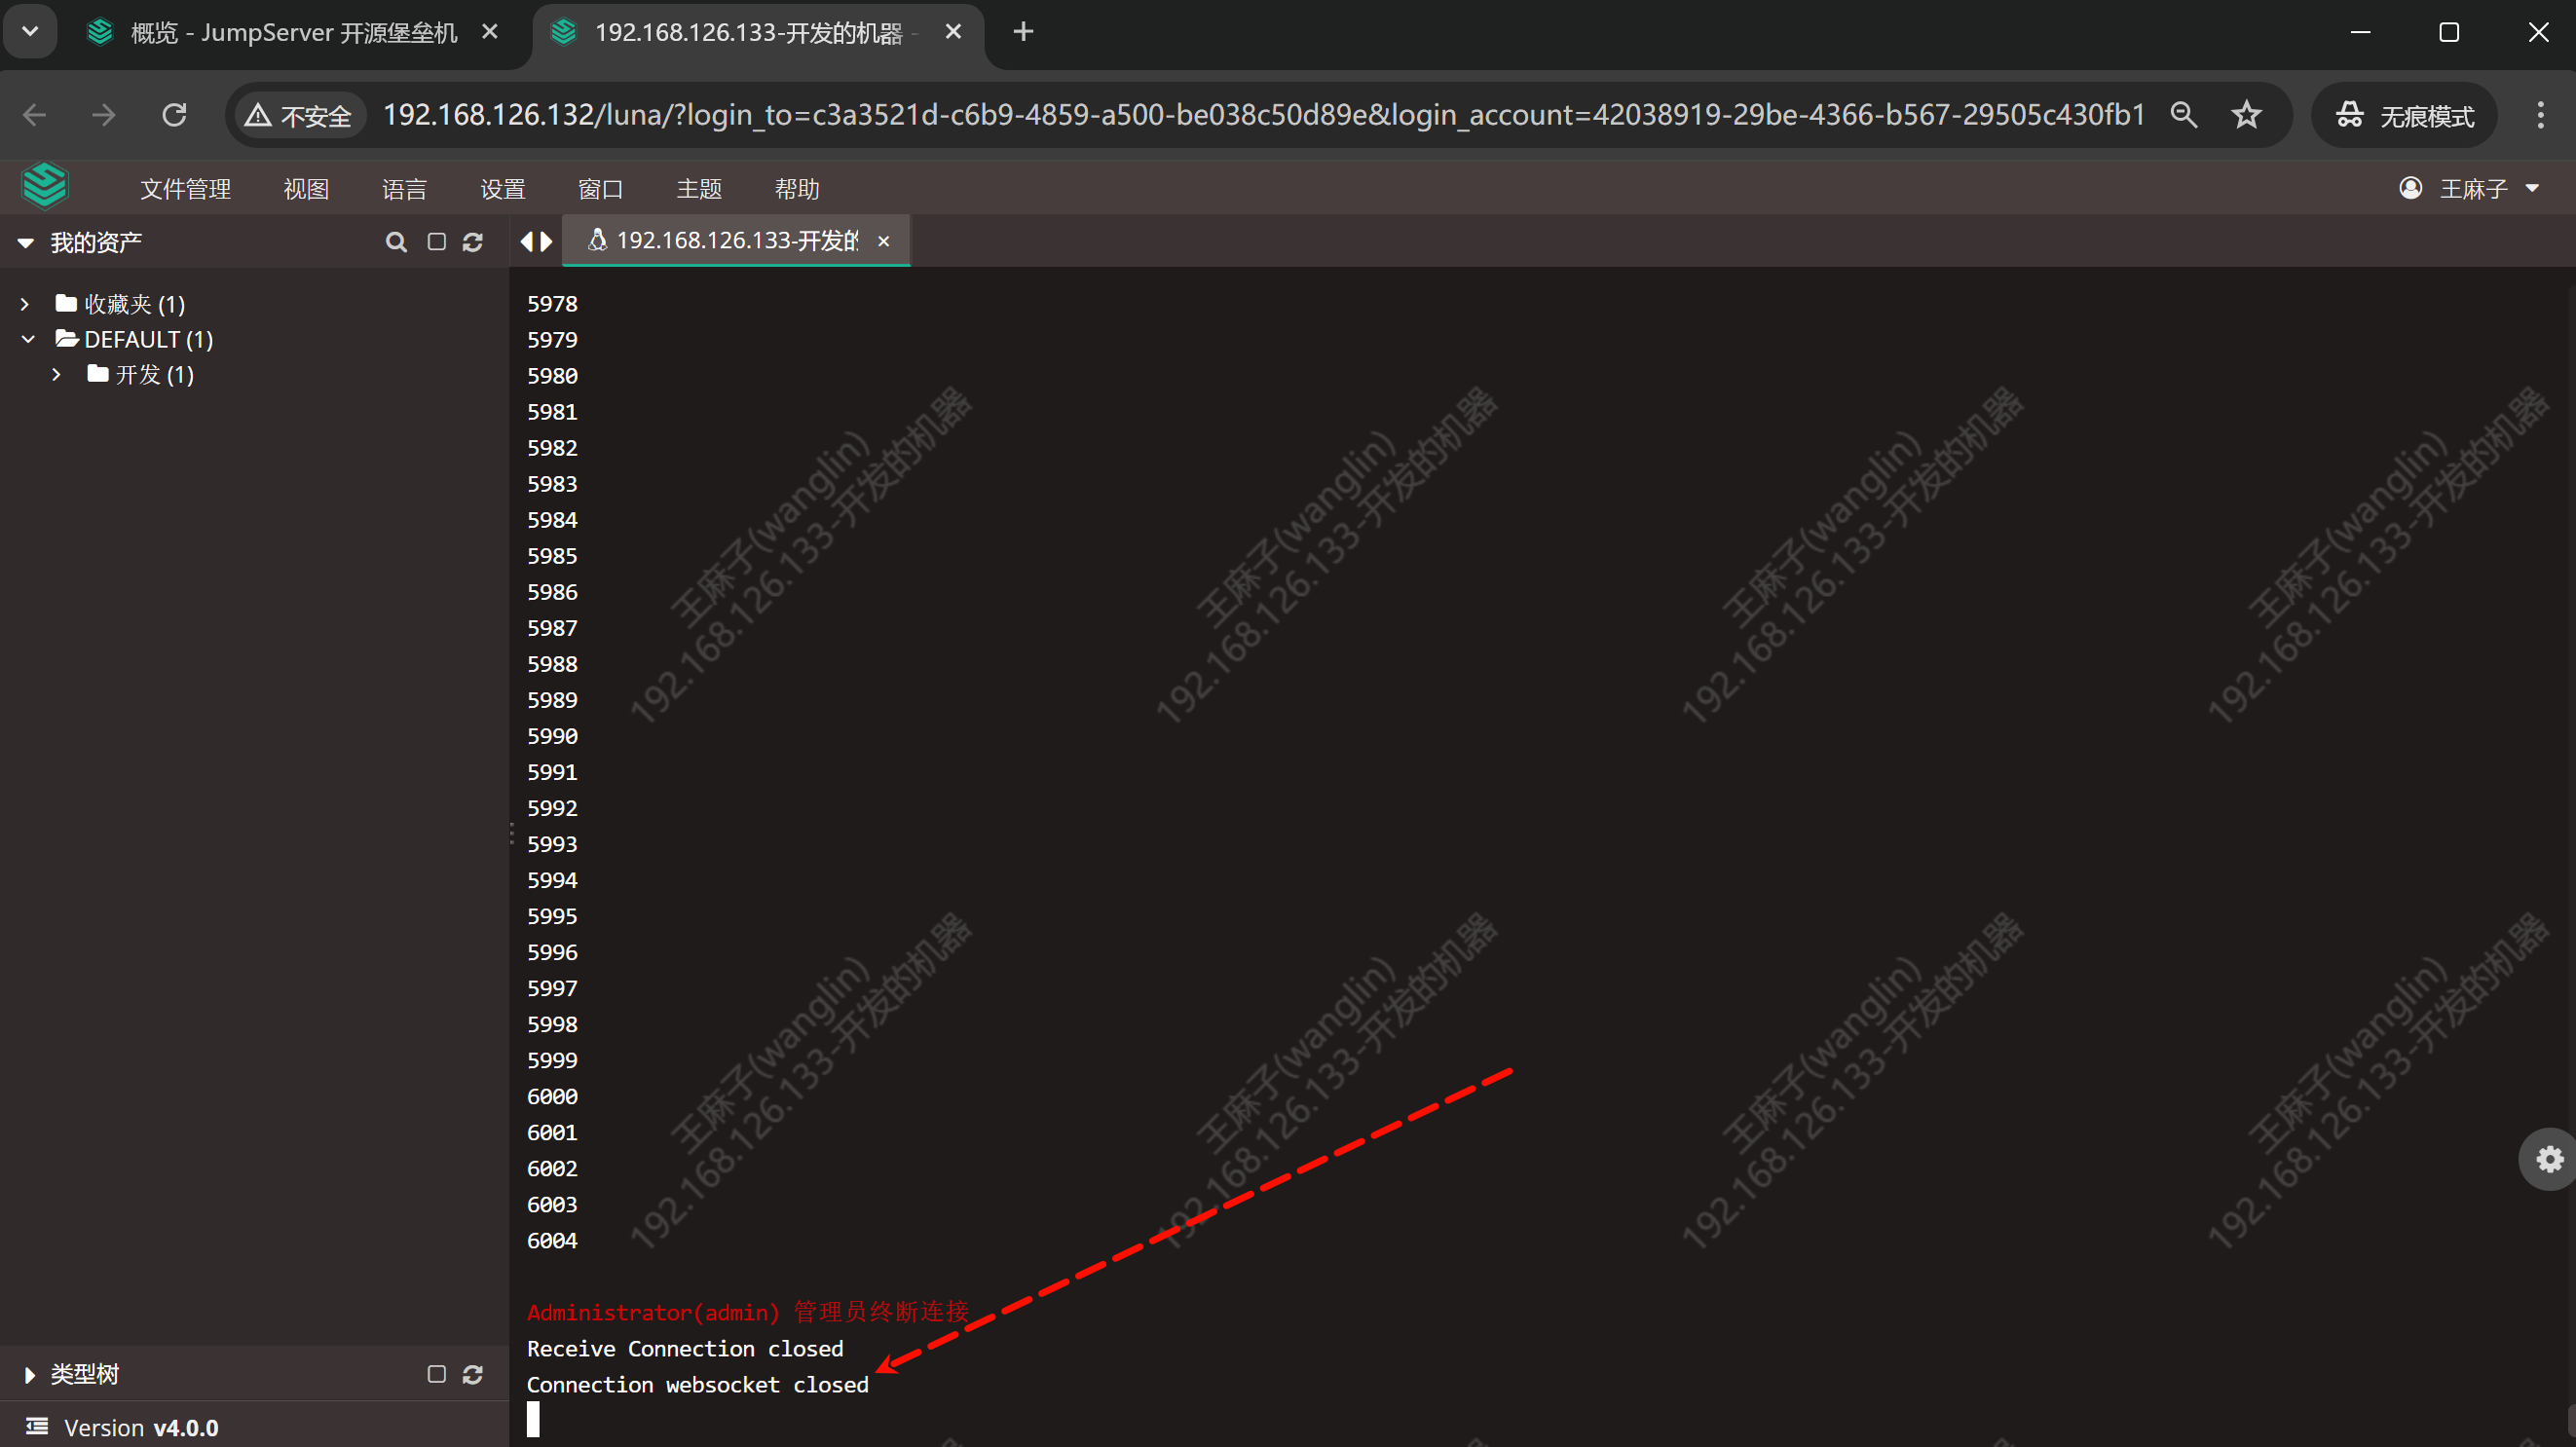 概览 - JumpServer 开源堡垒机
192.168.126.133-开发的机器 -
不安全
192.168.126.132/luna/?login_to=c3a3521d-c6b9-4859-a500-be038c50d89e&login_account=42038919-29be-4366-b567-29505c430fb1
无痕模式
文件管理 视图 语言 设置 窗口 主题 帮助
王麻子
我的资产
192.168.126.133-开发的
收藏夹 (1)
DEFAULT (1)
开发 (1)
5978
5979
5980
5981
5982
5983
5984
5985
5986
5987
5988
5989
5990
5991
5992
5993
5994
5995
5996
5997
5998
5999
6000
6001
6002
6003
6004
Administrator(admin) 管理员终断连接
Receive Connection closed
Connection websocket closed
王麻子(wanglin)
192.168.126.133-开发的机器
王麻子(wanglin)
192.168.126.133-开发的机器
王麻子(wanglin)
192.168.126.133-开发的机器
王麻子(wanglin)
192.168.126.133-开发的机器
王麻子(wanglin)
192.168.126.133-开发的机器
王麻子(wanglin)
192.168.126.133-开发的机器
王麻子(wanglin)
192.168.126.133-开发的机器
王麻子(wanglin)
192.168.126.133-开发的机器
类型树
Version v4.0.0